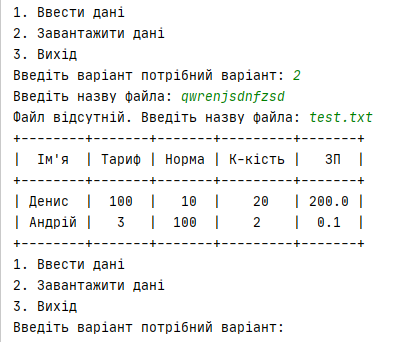 1. Ввести дані
2. Завантажити дані
3. Вихід
Введіть варіант потрібний варіант: 2
Введіть назву файла: qwrenjsdnfzsd
Файл відсутній. Введіть назву файла: test.txt
+--------+-------+-------+---------+-------+
|  Ім'я  | Тариф | Норма | К-кість |   ЗП  |
+--------+-------+-------+---------+-------+
| Денис  |  100  |   10  |    20   | 200.0 |
| Андрій |   3   |  100  |    2    |  0.1  |
+--------+-------+-------+---------+-------+
1. Ввести дані
2. Завантажити дані
3. Вихід
Введіть варіант потрібний варіант: